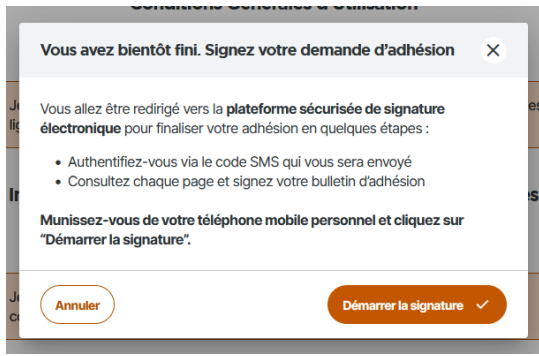 Conditions Générales d'Utilisation
Vous avez bientôt fini. Signez votre demande d’adhésion
Vous allez être redirigé vers la plateforme sécurisée de signature
électronique pour finaliser votre adhésion en quelques étapes :
• Authentifiez-vous via le code SMS qui vous sera envoyé
• Consultez chaque page et signez votre bulletin d’adhésion
Munissez-vous de votre téléphone mobile personnel et cliquez sur
“Démarrer la signature”.
Annuler
Démarrer la signature